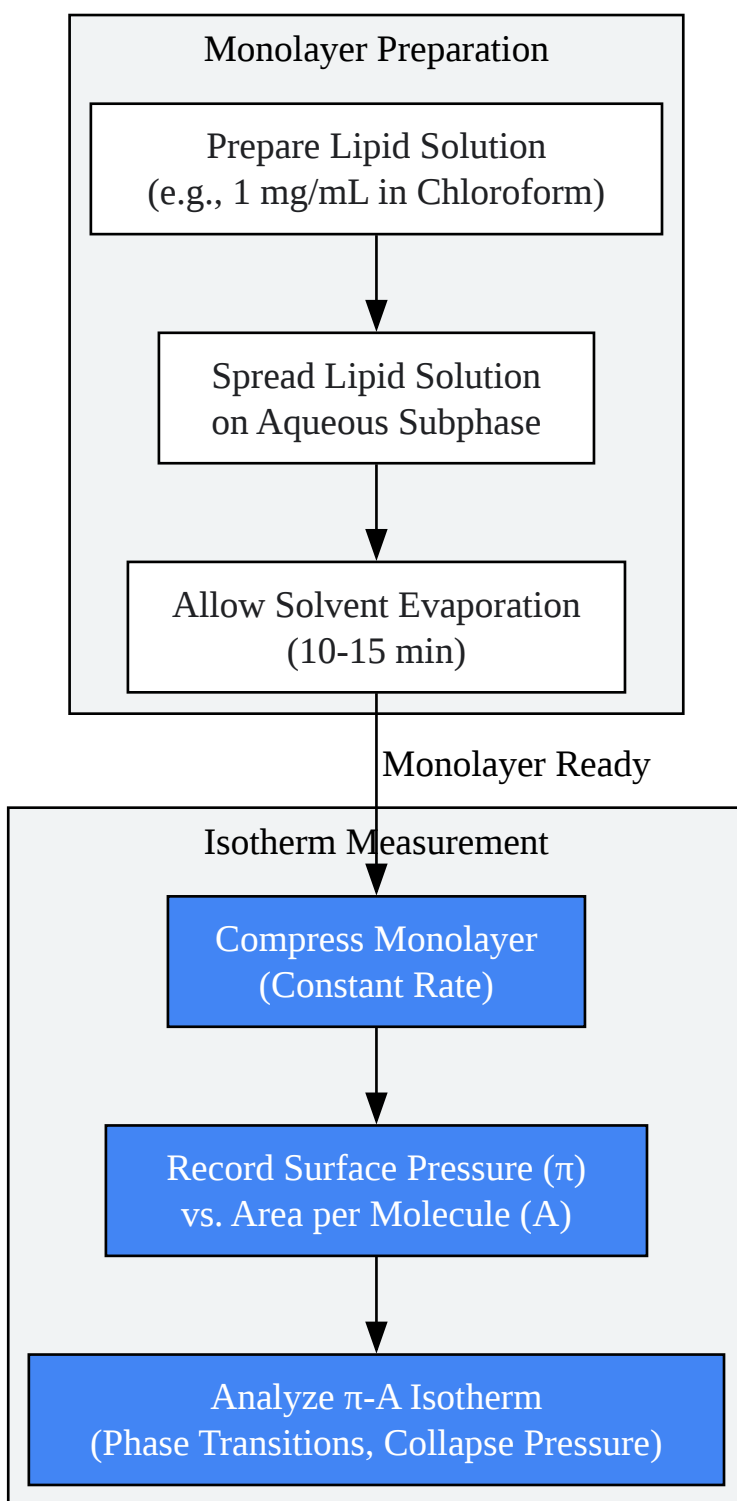 Monolayer Preparation
Prepare Lipid Solution
(e.g., 1 mg/mL in Chloroform)
Spread Lipid Solution
on Aqueous Subphase
Allow Solvent Evaporation
(10-15 min)
Monolayer Ready
Isotherm Measurement
Compress Monolayer
(Constant Rate)
Record Surface Pressure (π)
vs. Area per Molecule (A)
Analyze π-A Isotherm
(Phase Transitions, Collapse Pressure)